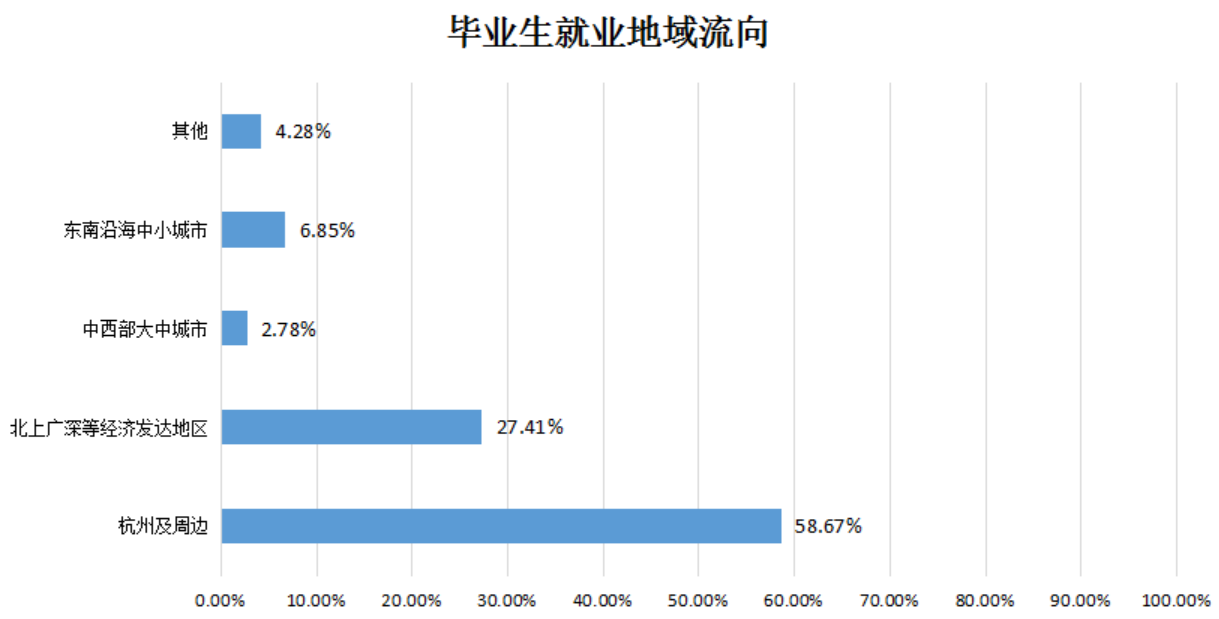 毕业生就业地域流向
其他 4.28%
东南沿海中小城市 6.85%
中西部大中城市 2.78%
北上广深等经济发达地区 27.41%
杭州及周边 58.67%
0.00% 10.00% 20.00% 30.00% 40.00% 50.00% 60.00% 70.00% 80.00% 90.00% 100.00%